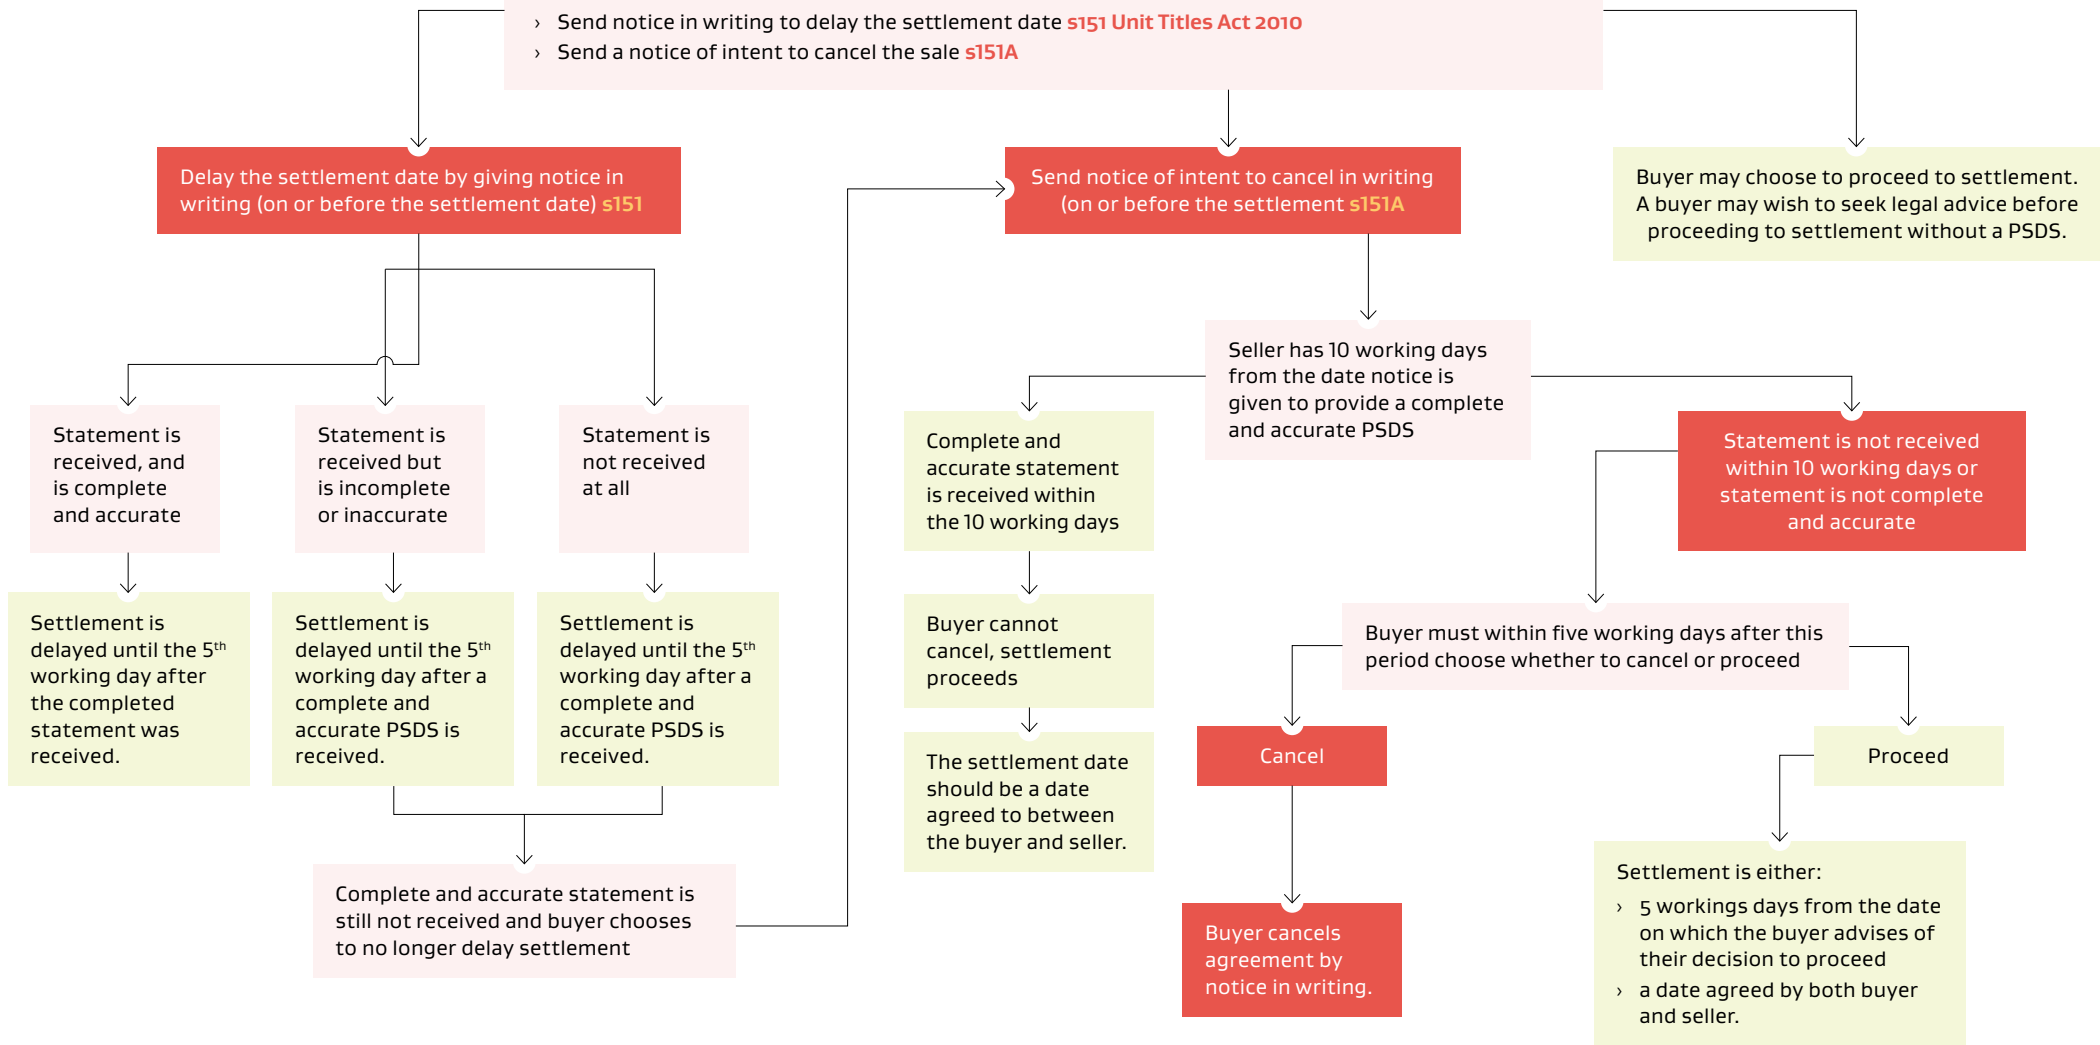 › Send notice in writing to delay the settlement date s151 Unit Titles Act 2010
› Send a notice of intent to cancel the sale s151A
Delay the settlement date by giving notice in
writing (on or before the settlement date) s151
Send notice of intent to cancel in writing
(on or before the settlement s151A
Buyer may choose to proceed to settlement.
A buyer may wish to seek legal advice before
proceeding to settlement without a PSDS.
Statement is
received, and
is complete
and accurate
Statement is
received but
is incomplete
or inaccurate
Statement is
not received
at all
Settlement is
delayed until the 5th
working day after
the completed
statement was
received.
Settlement is
delayed until the 5th
working day after a
complete and
accurate PSDS is
received.
Settlement is
delayed until the 5th
working day after a
complete and
accurate PSDS is
received.
Complete and accurate statement is
still not received and buyer chooses
to no longer delay settlement
Seller has 10 working days
from the date notice is
given to provide a complete
and accurate PSDS
Complete and
accurate statement
is received within
the 10 working days
Buyer cannot
cancel, settlement
proceeds
The settlement date
should be a date
agreed to between
the buyer and seller.
Statement is not received
within 10 working days or
statement is not complete
and accurate
Buyer must within five working days after this
period choose whether to cancel or proceed
Cancel
Buyer cancels
agreement by
notice in writing.
Proceed
Settlement is either:
› 5 workings days from the date
on which the buyer advises of
their decision to proceed
› a date agreed by both buyer
and seller.